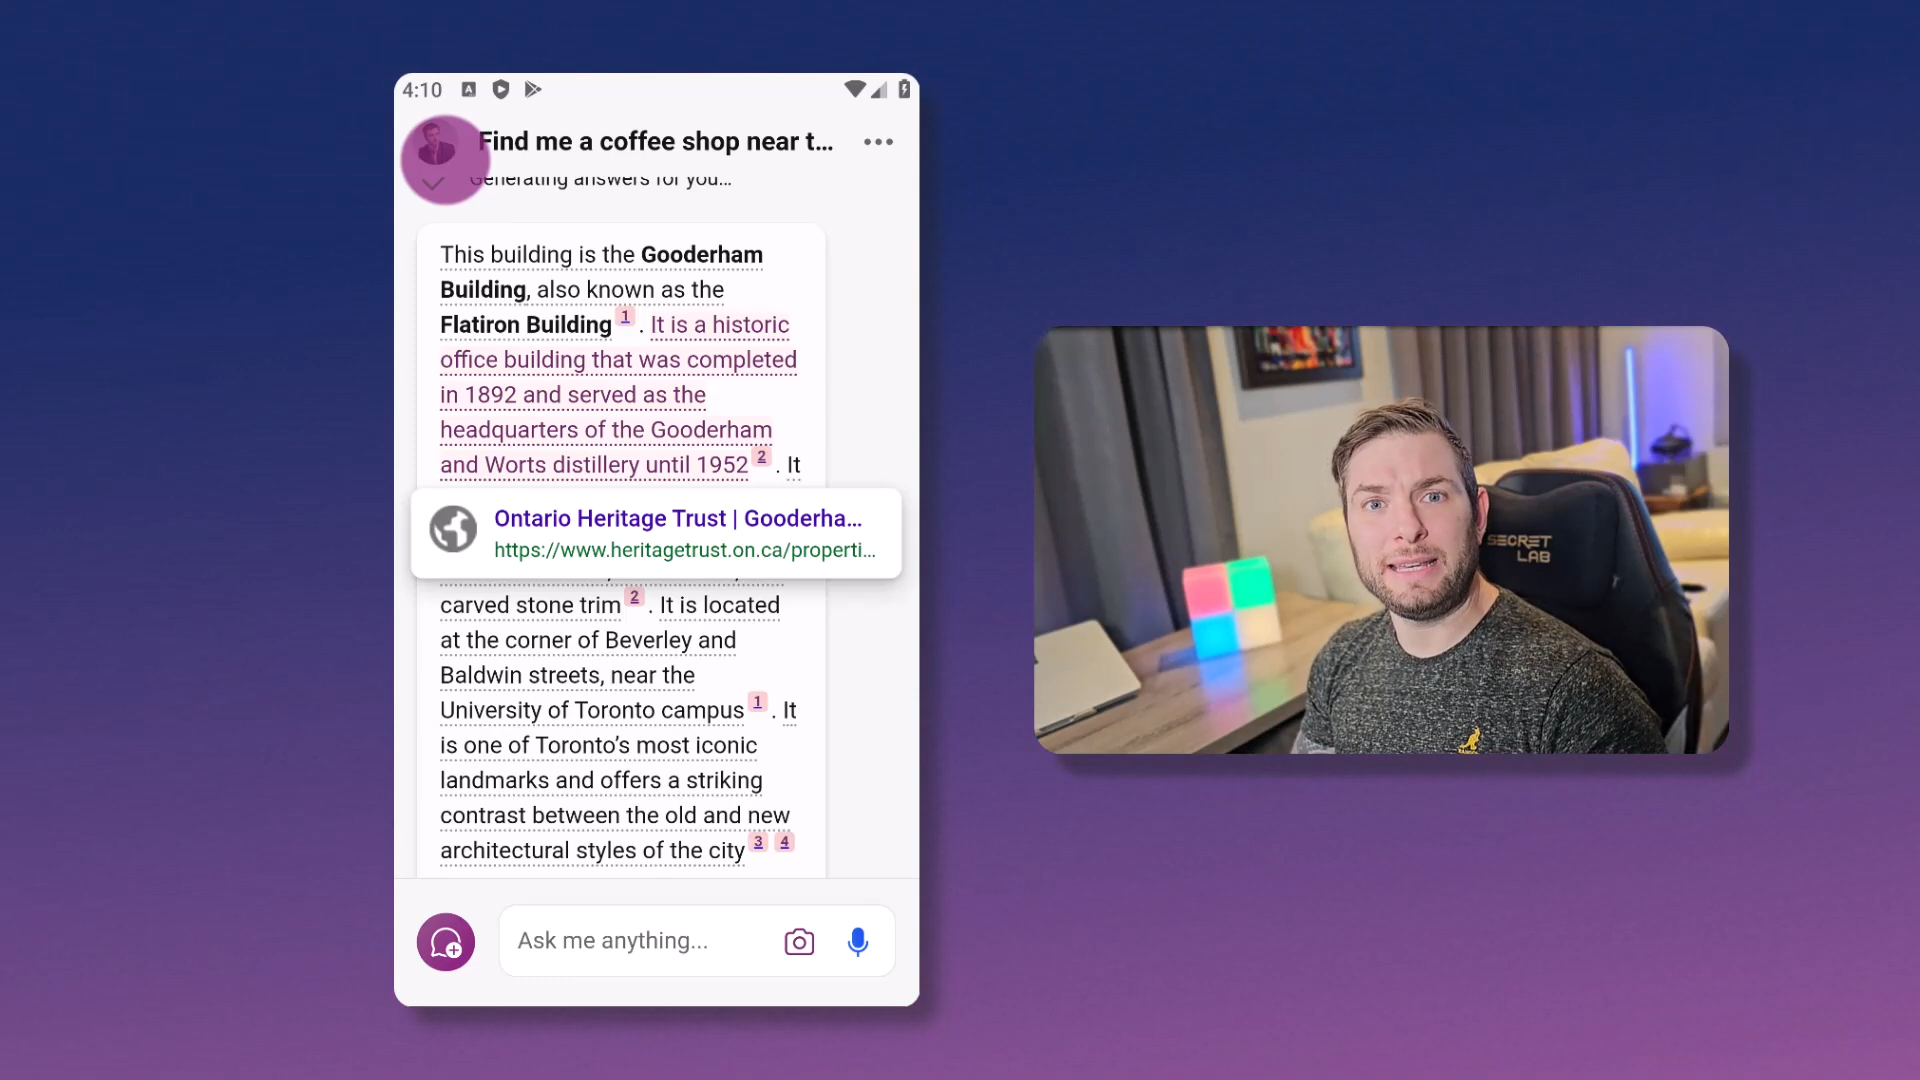 4:10
Find me a coffee shop near t...
Generating answers for you...
This building is the Gooderham
Building, also known as the
Flatiron Building 1 . It is a historic
office building that was completed
in 1892 and served as the
headquarters of the Gooderham
and Worts distillery until 1952 2 . It
Ontario Heritage Trust | Gooderha...
https://www.heritagetrust.on.ca/properti...
carved stone trim 2 . It is located
at the corner of Beverley and
Baldwin streets, near the
University of Toronto campus 1 . It
is one of Toronto’s most iconic
landmarks and offers a striking
contrast between the old and new
architectural styles of the city 3 4
Ask me anything...
SECRET
LAB